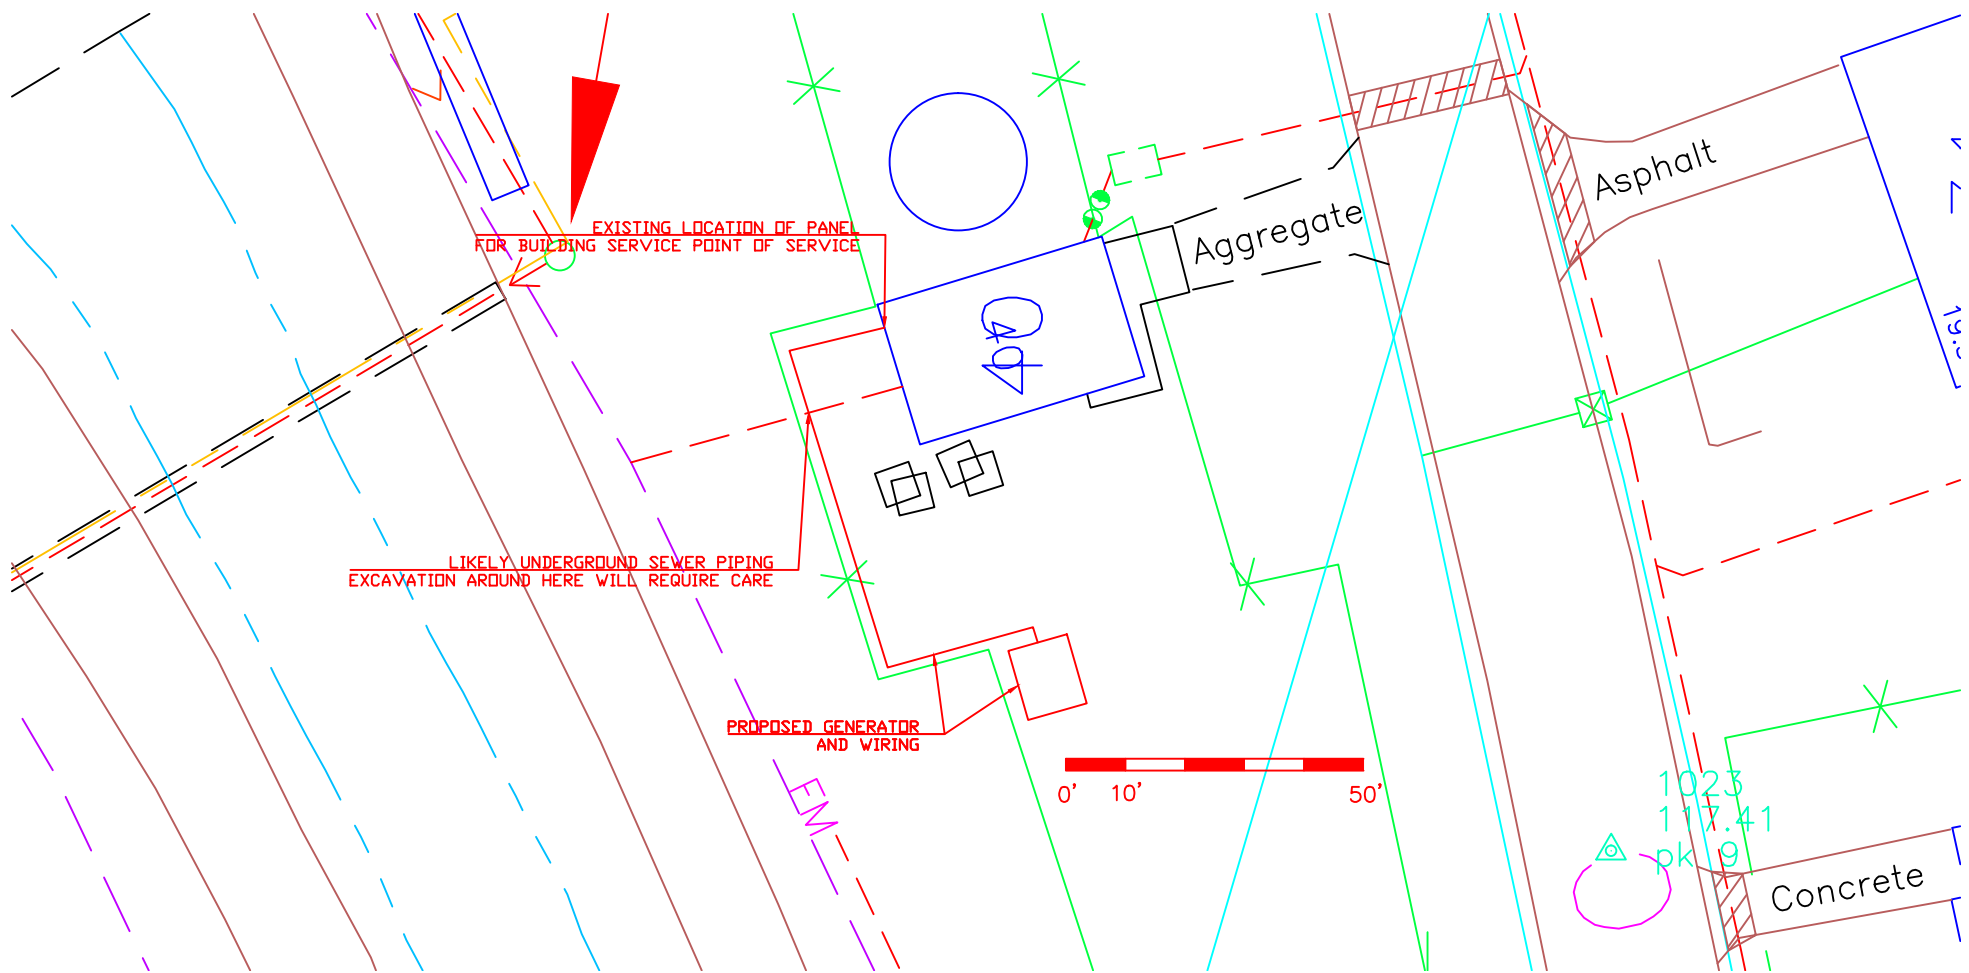 Asphalt
EXISTING LOCATION OF PANEL
FOR BUILDING SERVICE POINT OF SERVICE
Aggregate
LIKELY UNDERGROUND SEWER PIPING
EXCAVATION AROUND HERE WILL REQUIRE CARE
PROPOSED GENERATOR
AND WIRING
FM
0' 10' 50'
1023
117.41
pk 9
Concrete